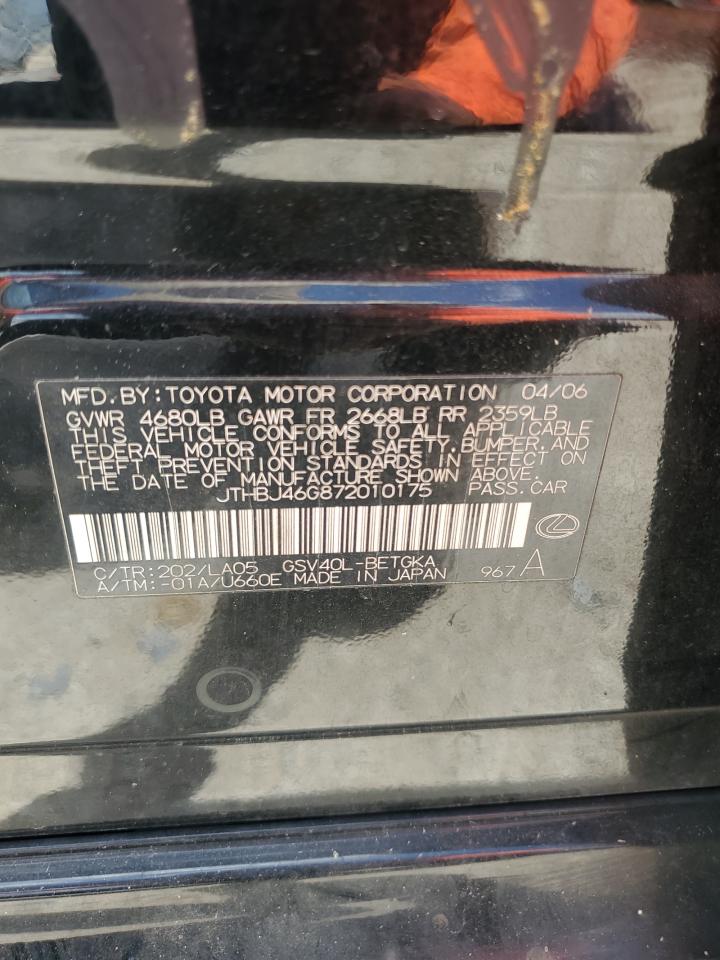 MFD.BY:TOYOTA MOTOR CORPORATION 04/06
GVWR 4680LB GAWR FR 2668LB RR 2359LB
THIS VEHICLE CONFORMS TO ALL APPLICABLE
FEDERAL MOTOR VEHICLE SAFETY,BUMPER,AND
THEFT PREVENTION STANDARDS IN EFFECT ON
THE DATE OF MANUFACTURE SHOWN ABOVE.
JTHBJ46G872010175 PASS.CAR
C/TR:202/LA05 GSV40L-BETGKA
A/TM:-01A/U660E MADE IN JAPAN 967 A